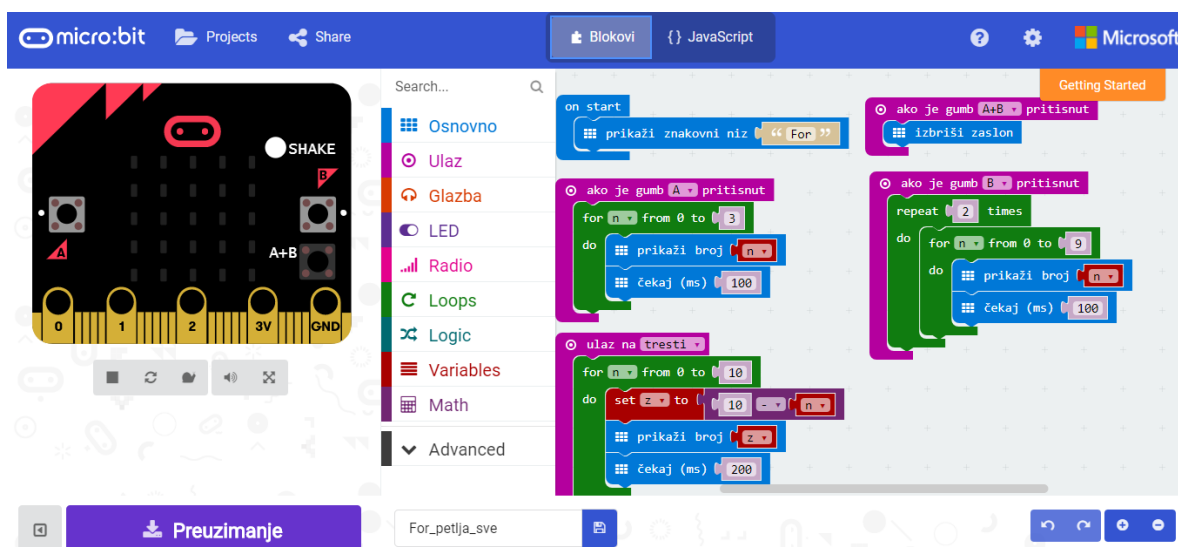 micro:bit Projects Share Blokovi {} JavaScript ? Microsoft
Getting Started
SHAKE
B
A
A+B
0 1 2 3V GND
Search...
Osnovno
Ulaz
Glazba
LED
Radio
Loops
Logic
Variables
Math
Advanced
on start
prikaži znakovni niz “ For ”
ako je gumb A pritisnut
for n from 0 to 3
do prikaži broj n
čekaj (ms) 100
ulaz na tresti
for n from 0 to 10
do set z to 10 - n
prikaži broj z
čekaj (ms) 200
ako je gumb A+B pritisnut
izbriši zaslon
ako je gumb B pritisnut
repeat 2 times
do for n from 0 to 9
do prikaži broj n
čekaj (ms) 100
Preuzimanje
For_petlja_sve